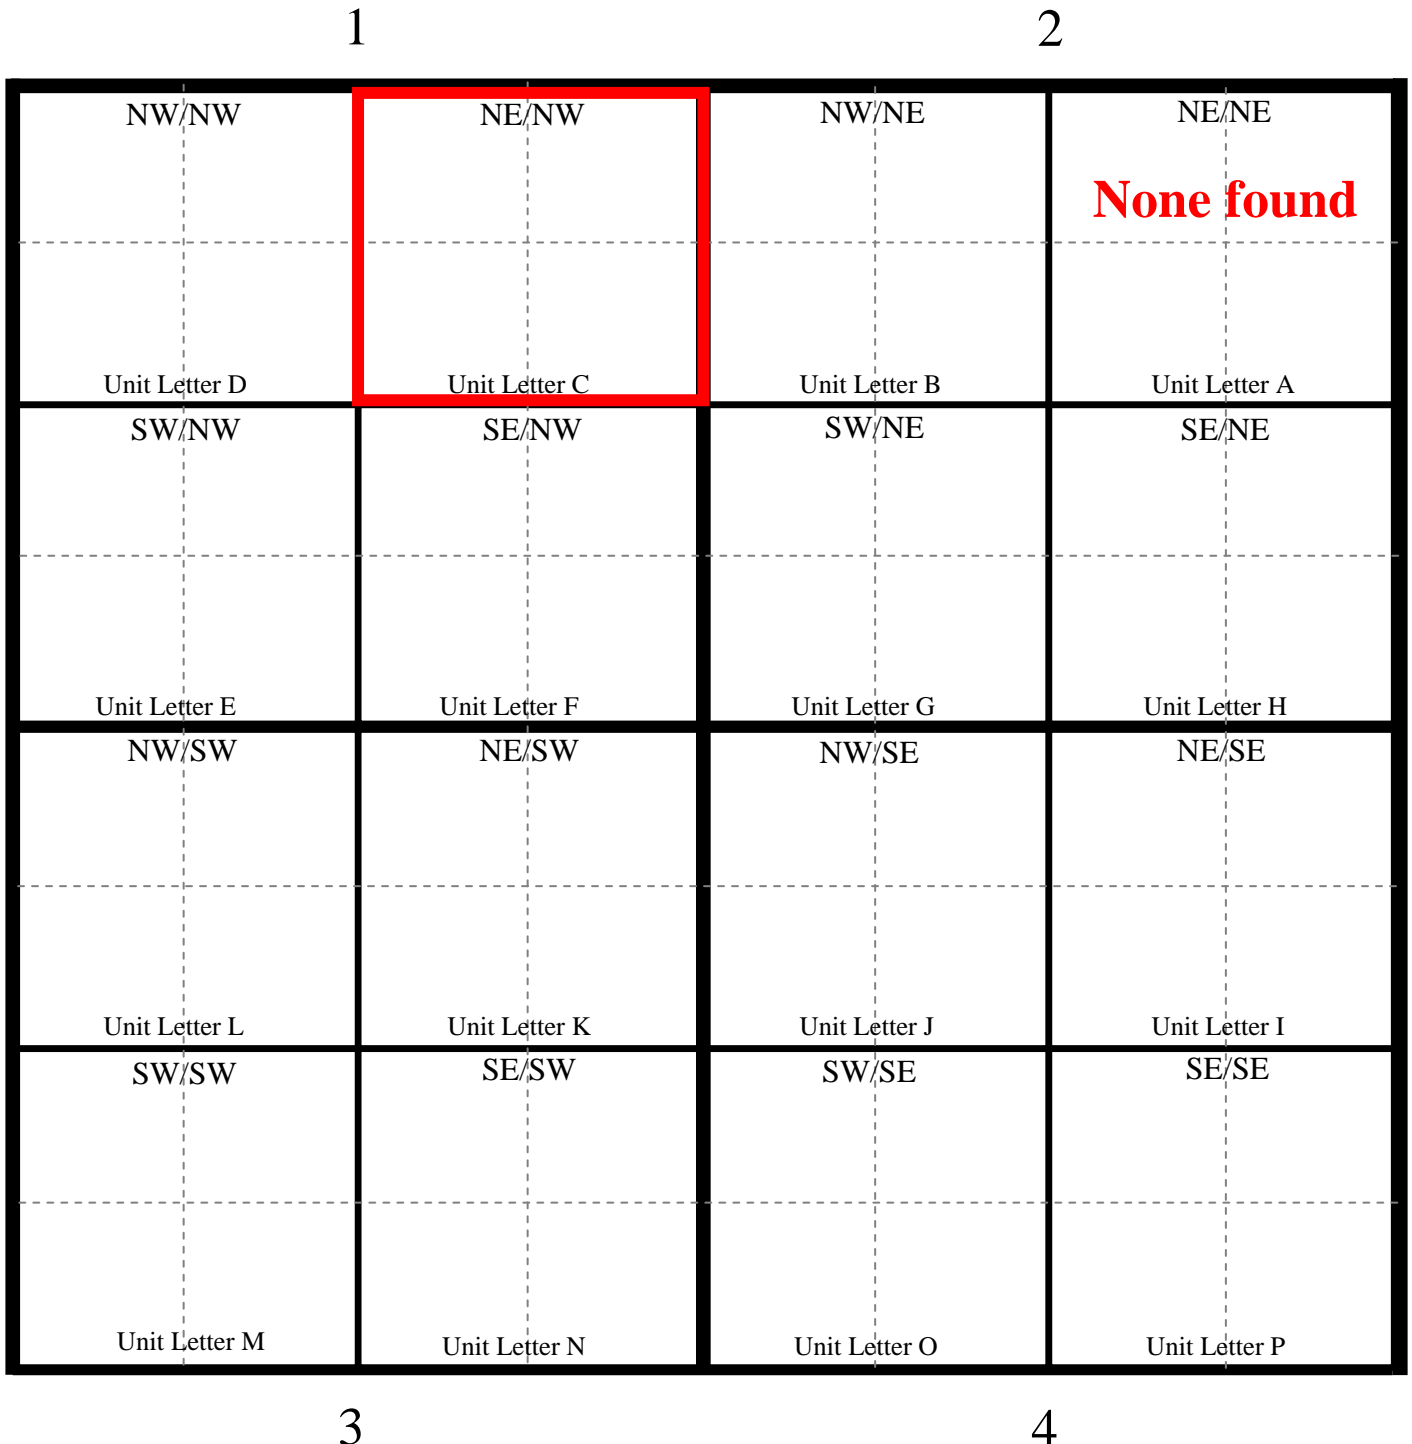 1 2
NW/NW NE/NW NW/NE NE/NE
None found
Unit Letter D Unit Letter C Unit Letter B Unit Letter A
SW/NW SE/NW SW/NE SE/NE
Unit Letter E Unit Letter F Unit Letter G Unit Letter H
NW/SW NE/SW NW/SE NE/SE
Unit Letter L Unit Letter K Unit Letter J Unit Letter I
SW/SW SE/SW SW/SE SE/SE
Unit Letter M Unit Letter N Unit Letter O Unit Letter P
3 4